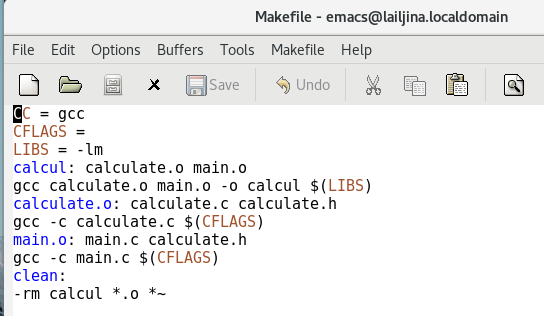 Makefile - emacs@lailjina.localdomain
File Edit Options Buffers Tools Makefile Help
Save Undo
CC = gcc
CFLAGS =
LIBS = -lm
calcul: calculate.o main.o
gcc calculate.o main.o -o calcul $(LIBS)
calculate.o: calculate.c calculate.h
gcc -c calculate.c $(CFLAGS)
main.o: main.c calculate.h
gcc -c main.c $(CFLAGS)
clean:
-rm calcul *.o *~